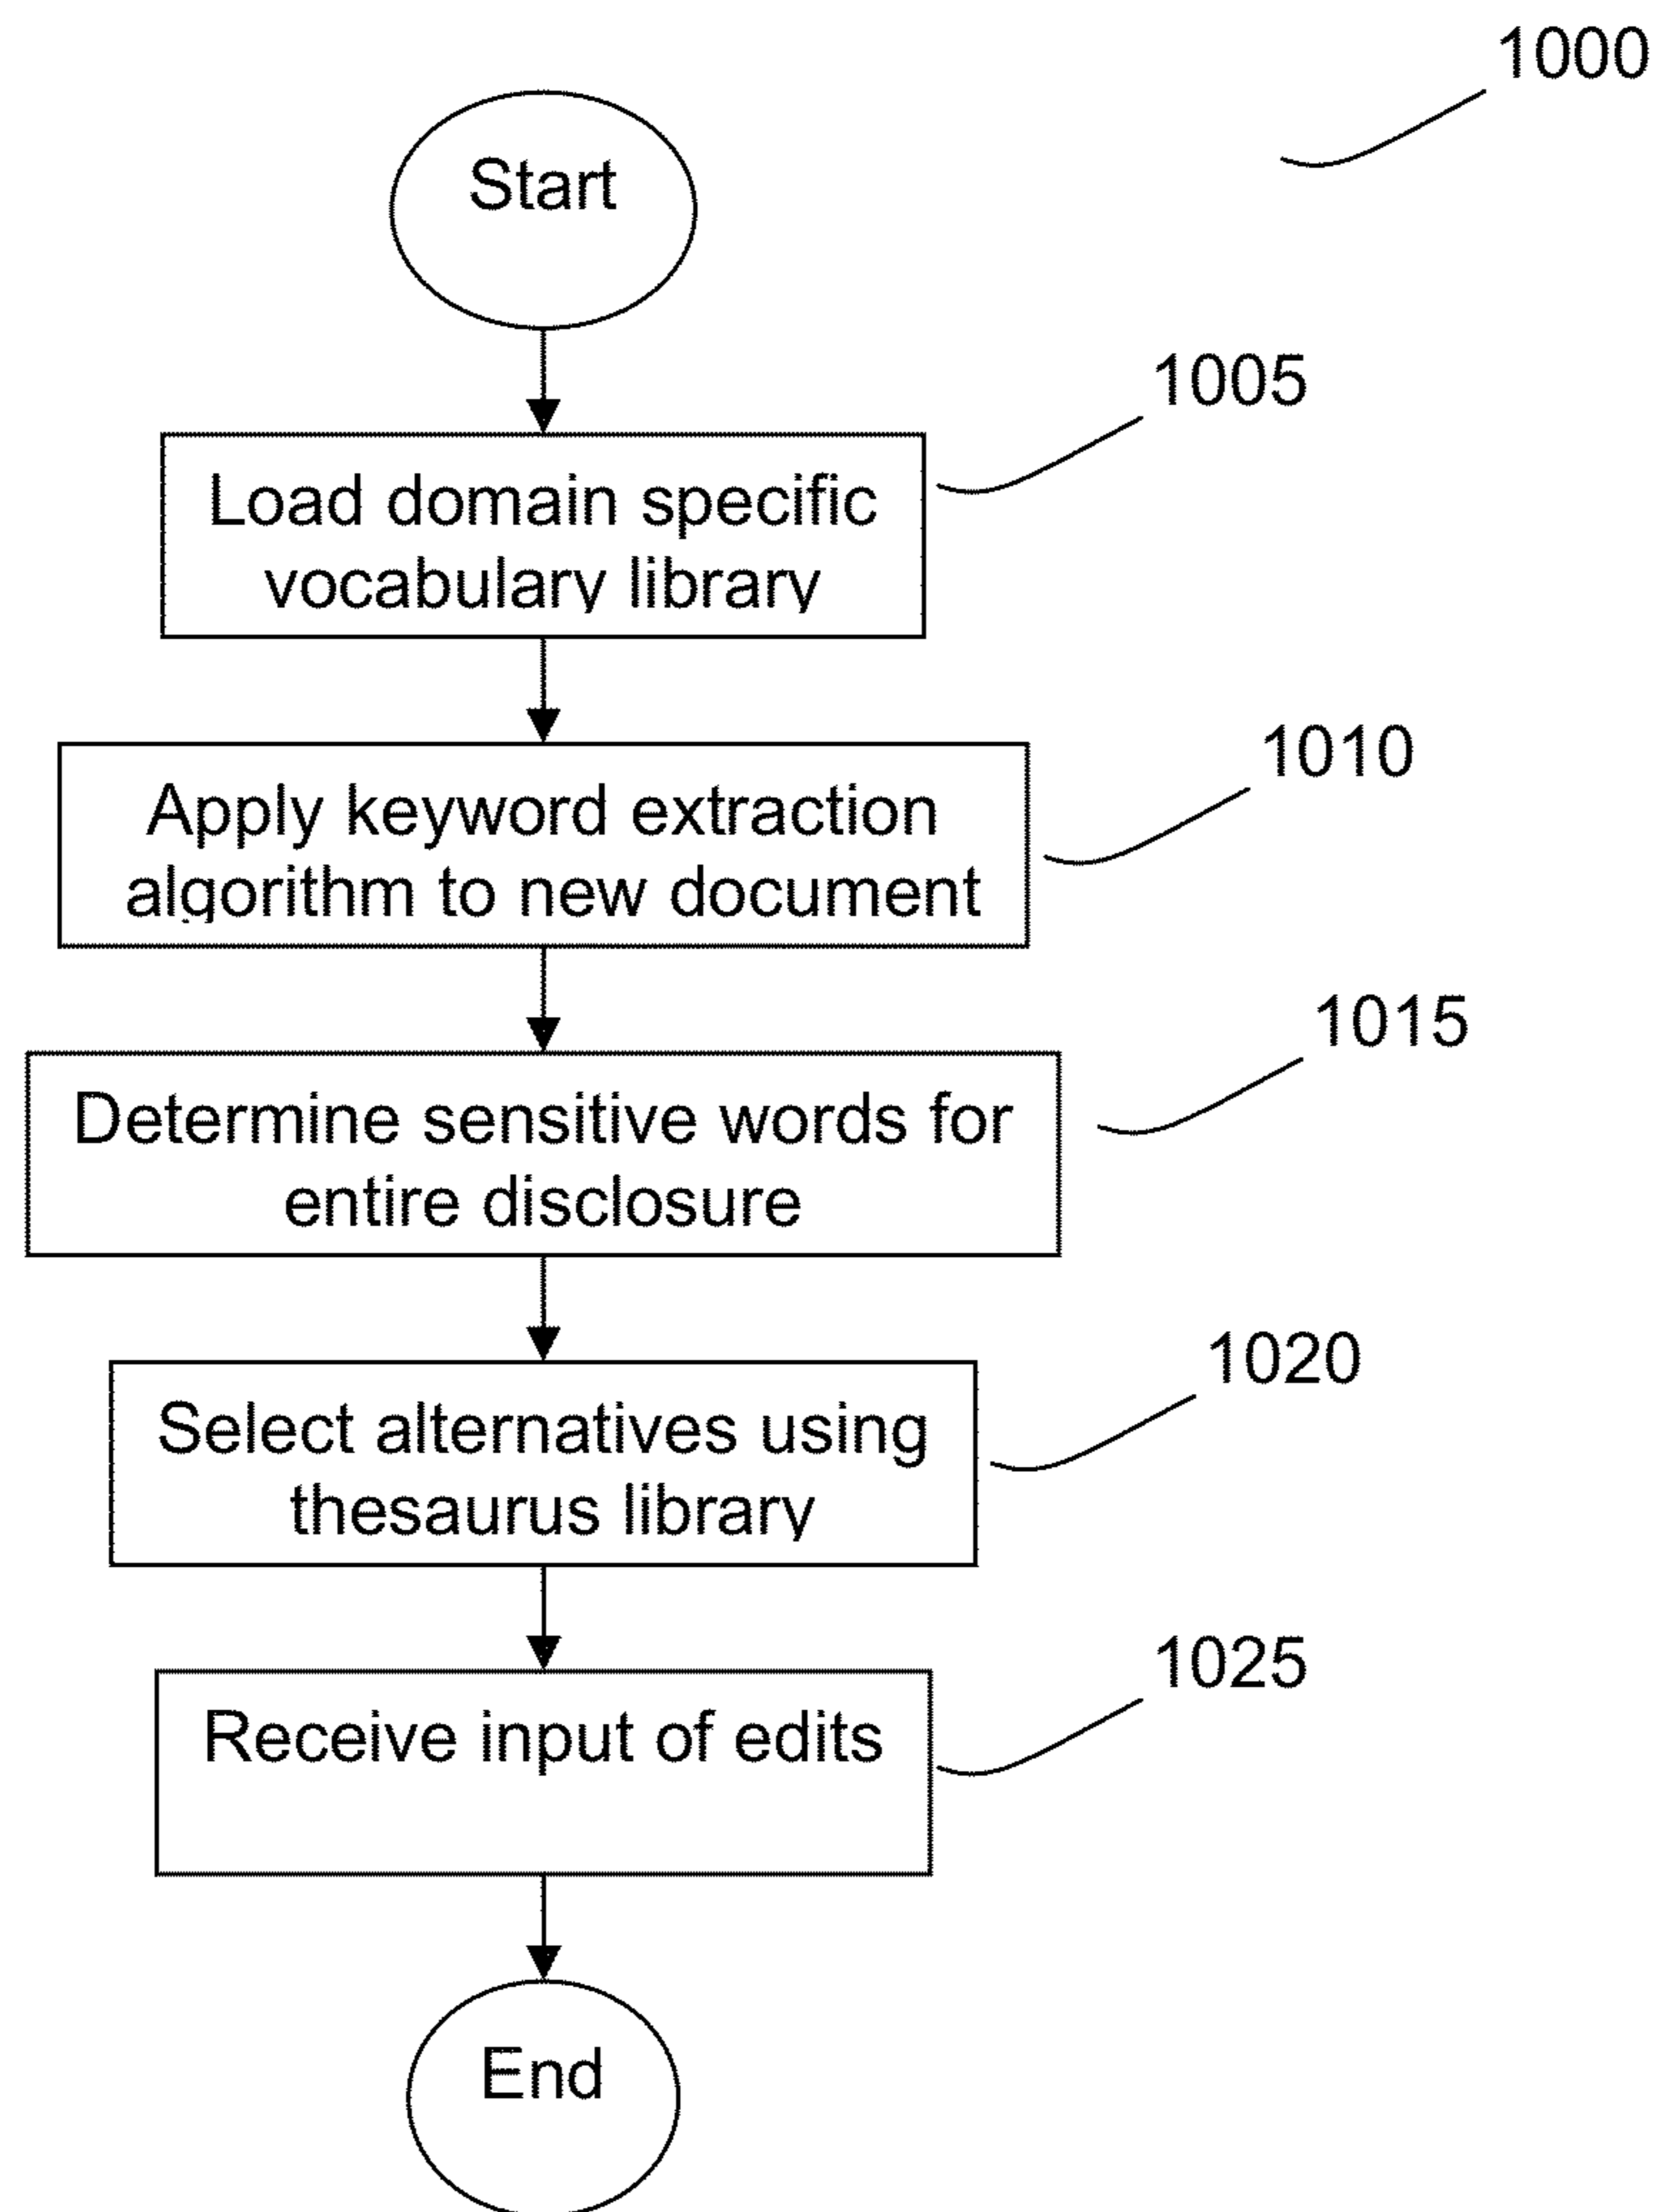 1000
Start
1005
Load domain specific
vocabulary library
1010
Apply keyword extraction
algorithm to new document
1015
Determine sensitive words for
entire disclosure
1020
Select alternatives using
thesaurus library
1025
Receive input of edits
End